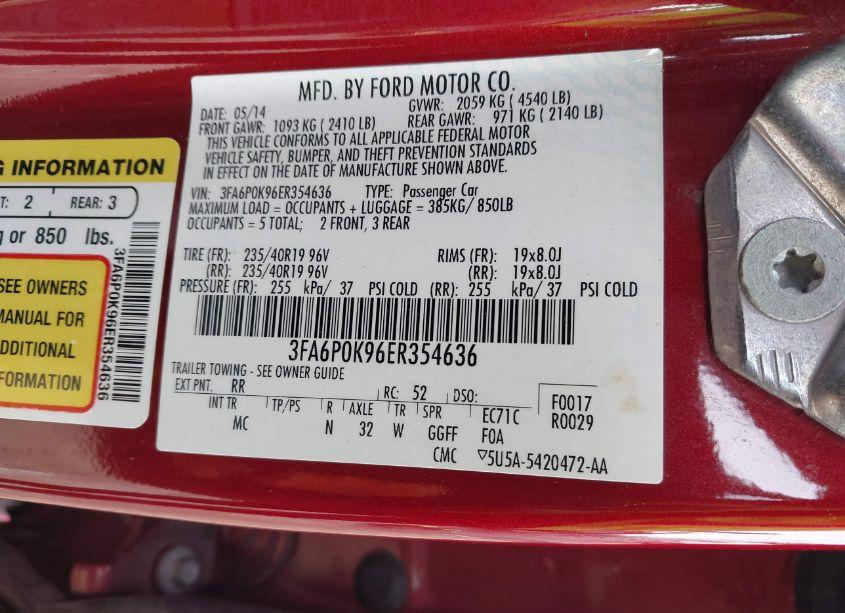 MFD. BY FORD MOTOR CO.
DATE: 05/14 GVWR: 2059 KG ( 4540 LB)
FRONT GAWR: 1093 KG ( 2410 LB) REAR GAWR: 971 KG ( 2140 LB)
THIS VEHICLE CONFORMS TO ALL APPLICABLE FEDERAL MOTOR
VEHICLE SAFETY, BUMPER, AND THEFT PREVENTION STANDARDS
IN EFFECT ON THE DATE OF MANUFACTURE SHOWN ABOVE.
VIN: 3FA6P0K96ER354636 TYPE: Passenger Car
MAXIMUM LOAD = OCCUPANTS + LUGGAGE = 385KG/ 850LB
OCCUPANTS = 5 TOTAL; 2 FRONT, 3 REAR
TIRE (FR): 235/40R19 96V RIMS (FR): 19x8.0J
(RR): 235/40R19 96V (RR): 19x8.0J
PRESSURE (FR): 255 kPa/ 37 PSI COLD (RR): 255 kPa/ 37 PSI COLD
3FA6P0K96ER354636
TRAILER TOWING - SEE OWNER GUIDE
EXT PNT: RR RC: 52 DSO: F0017
INT TR TP/PS R AXLE TR SPR EC71C R0029
MC N 32 W GGFF F0A
CMC ▽5U5A-5420472-AA
INFORMATION
2 REAR: 3
or 850 lbs.
SEE OWNERS
MANUAL FOR
ADDITIONAL
INFORMATION
3FA6P0K96ER354636